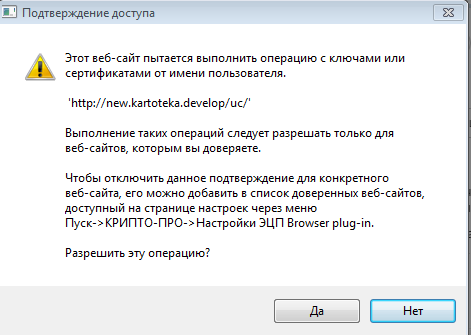 Подтверждение доступа
Этот веб-сайт пытается выполнить операцию с ключами или
сертификатами от имени пользователя.
'http://new.kartoteka.develop/uc/'
Выполнение таких операций следует разрешать только для
веб-сайтов, которым вы доверяете.
Чтобы отключить данное подтверждение для конкретного
веб-сайта, его можно добавить в список доверенных веб-сайтов,
доступный на странице настроек через меню
Пуск->КРИПТО-ПРО->Настройки ЭЦП Browser plug-in.
Разрешить эту операцию?
Да
Нет